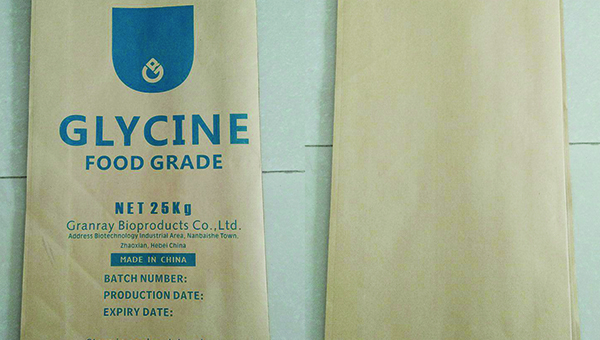 GLYCINE
FOOD GRADE
NET 25Kg
Granray Bioproducts Co.,Ltd.
Address Biotechnology Industrial Area, Nanbaishe Town,
Zhaoxian, Hebei China
MADE IN CHINA
BATCH NUMBER:
PRODUCTION DATE:
EXPIRY DATE: